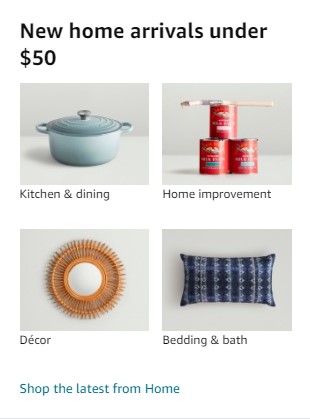 New home arrivals under
$50
Kitchen & dining
Home improvement
Décor
Bedding & bath
Shop the latest from Home